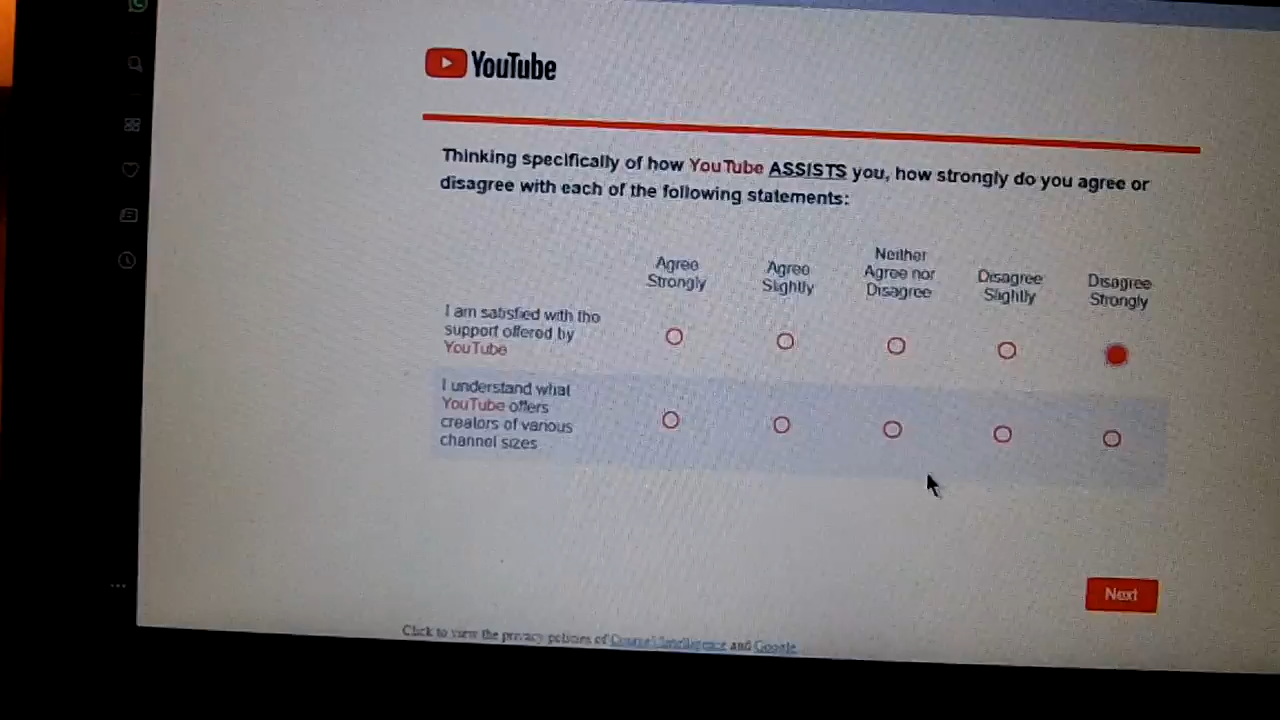 YouTube
Thinking specifically of how YouTube ASSISTS you, how strongly do you agree or
disagree with each of the following statements:
Agree Strongly
Agree Slightly
Neither Agree nor Disagree
Disagree Slightly
Disagree Strongly
I am satisfied with the
support offered by
YouTube
I understand what
YouTube offers
creators of various
channel sizes
Next
Click to view the privacy policies of and Google